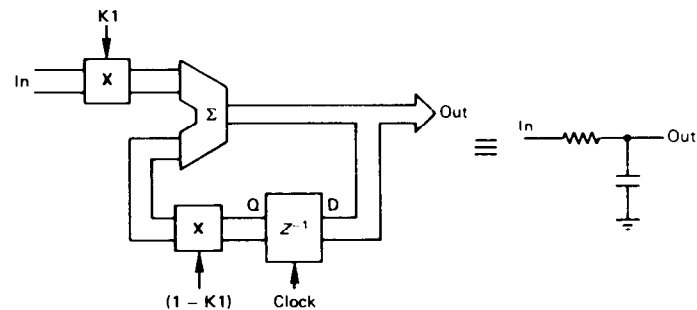 K1
In
X
Σ
Out
Q
D
X
Z⁻¹
(1 – K1)
Clock
≡
In
Out